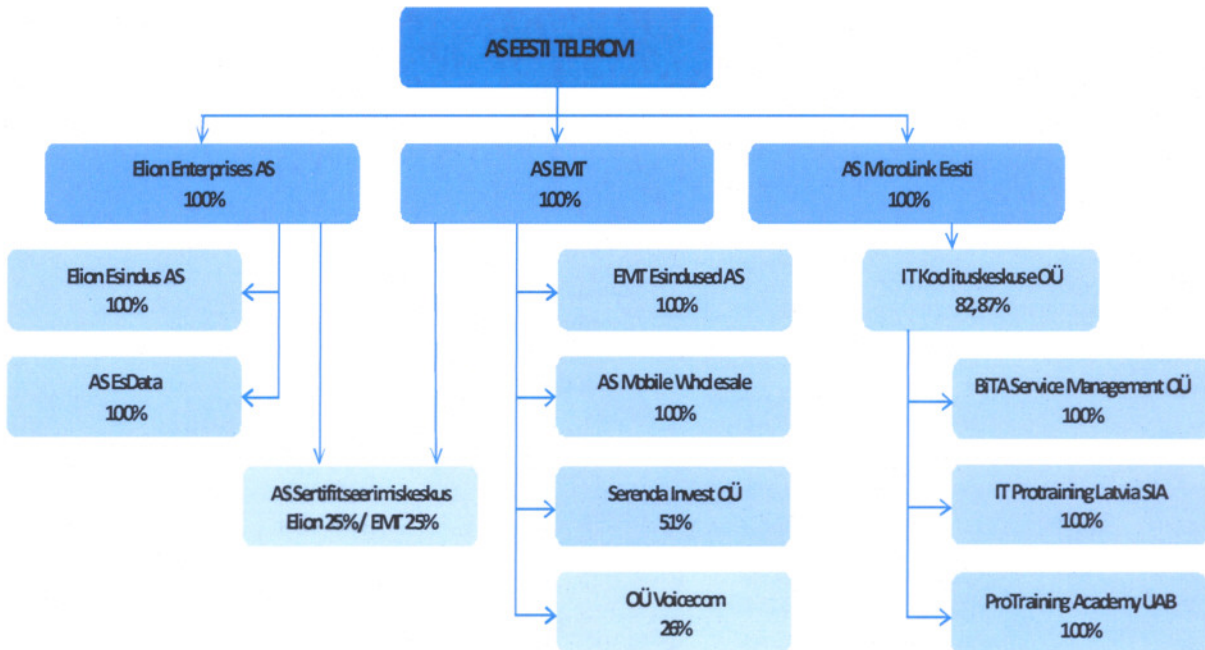 AS EESTI TELEKOM
Elion Enterprises AS
100%
AS EMT
100%
AS MicroLink Eesti
100%
Elion Esindus AS
100%
EMT Esindused AS
100%
IT Koolituskeskuse OÜ
82,87%
AS EsData
100%
AS Mobile Wholesale
100%
BiTA Service Management OÜ
100%
AS Sertifitseerimiskeskus
Elion 25% / EMT 25%
Serenda Invest OÜ
51%
IT Protraining Latvia SIA
100%
OÜ Voicecom
26%
ProTraining Academy UAB
100%